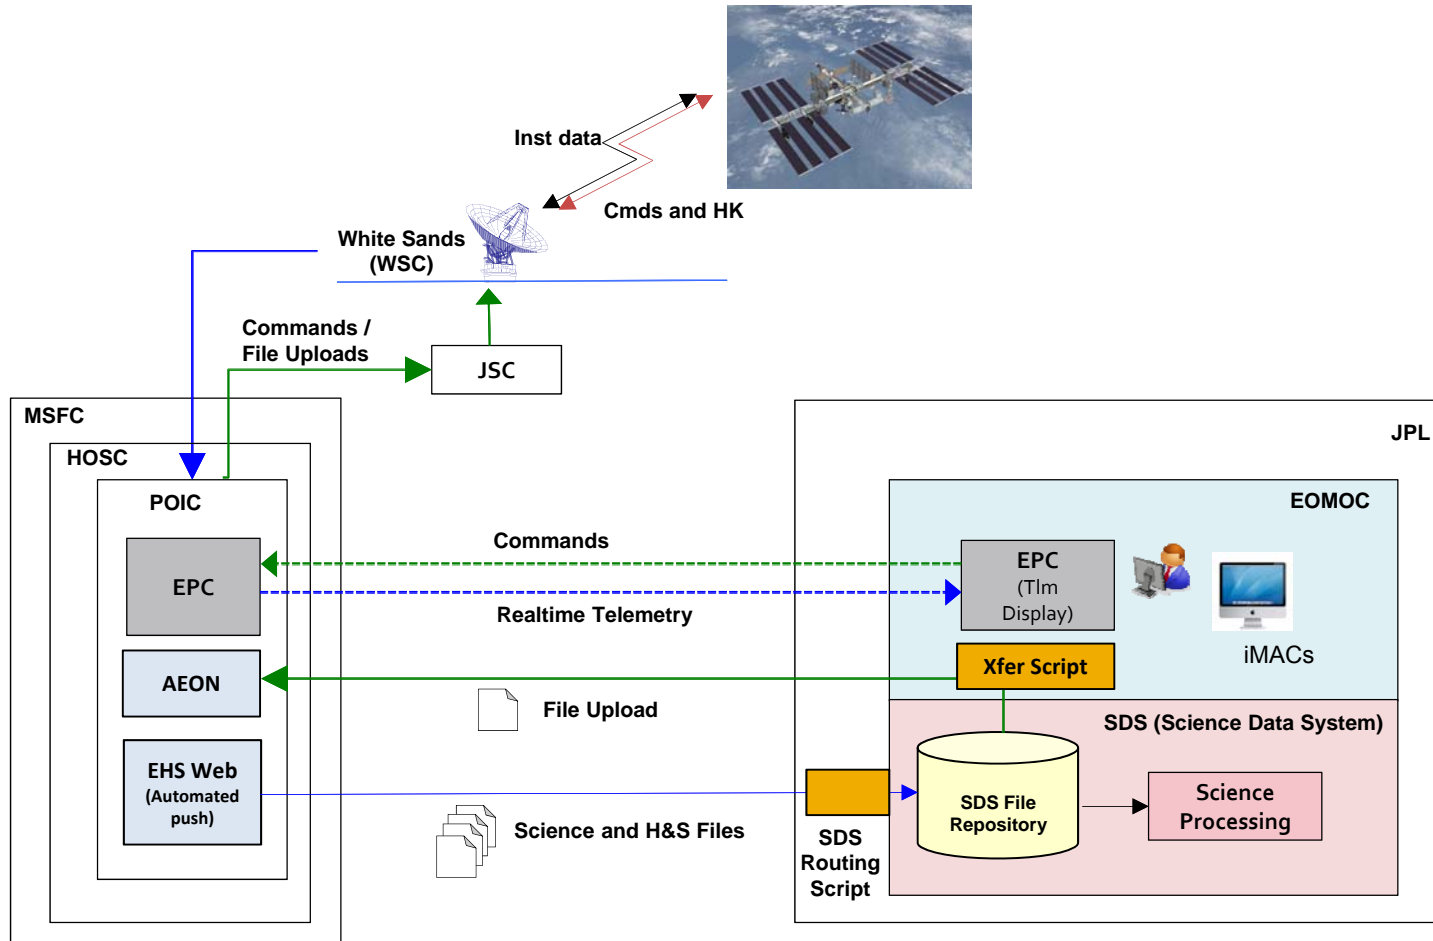 Inst data
Cmds and HK
White Sands
(WSC)
Commands /
File Uploads
JSC
MSFC
HOSC
POIC
EPC
AEON
EHS Web
(Automated
push)
Commands
Realtime Telemetry
File Upload
Science and H&S Files
JPL
EOMOC
EPC
(Tlm
Display)
iMACs
Xfer Script
SDS (Science Data System)
SDS File
Repository
Science
Processing
SDS
Routing
Script